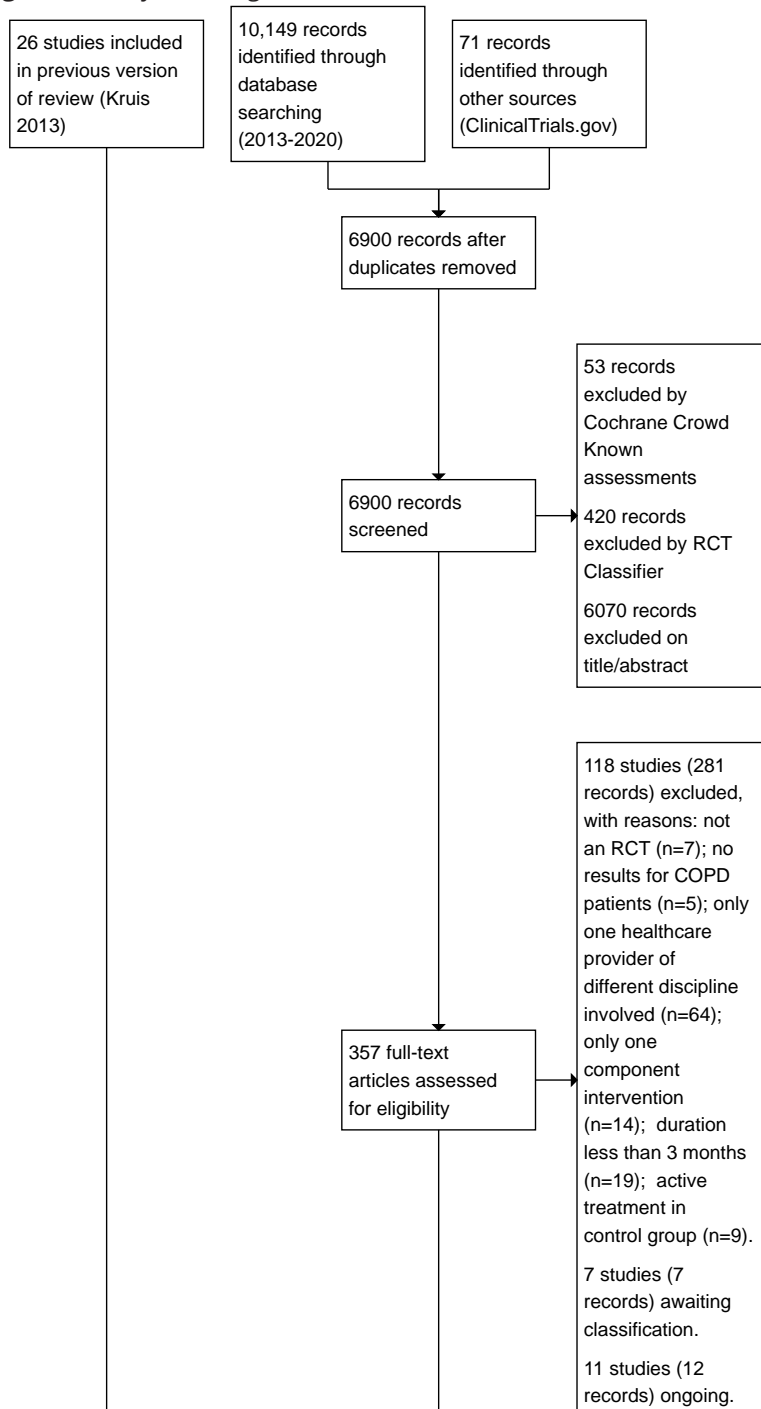 26 studies included
in previous version
of review (Kruis
2013)
10,149 records
identified through
database
searching
(2013-2020)
71 records
identified through
other sources
(ClinicalTrials.gov)
6900 records after
duplicates removed
6900 records
screened
53 records
excluded by
Cochrane Crowd
Known
assessments
420 records
excluded by RCT
Classifier
6070 records
excluded on
title/abstract
357 full-text
articles assessed
for eligibility
118 studies (281
records) excluded,
with reasons: not
an RCT (n=7); no
results for COPD
patients (n=5); only
one healthcare
provider of
different discipline
involved (n=64);
only one
component
intervention
(n=14); duration
less than 3 months
(n=19); active
treatment in
control group (n=9).
7 studies (7
records) awaiting
classification.
11 studies (12
records) ongoing.